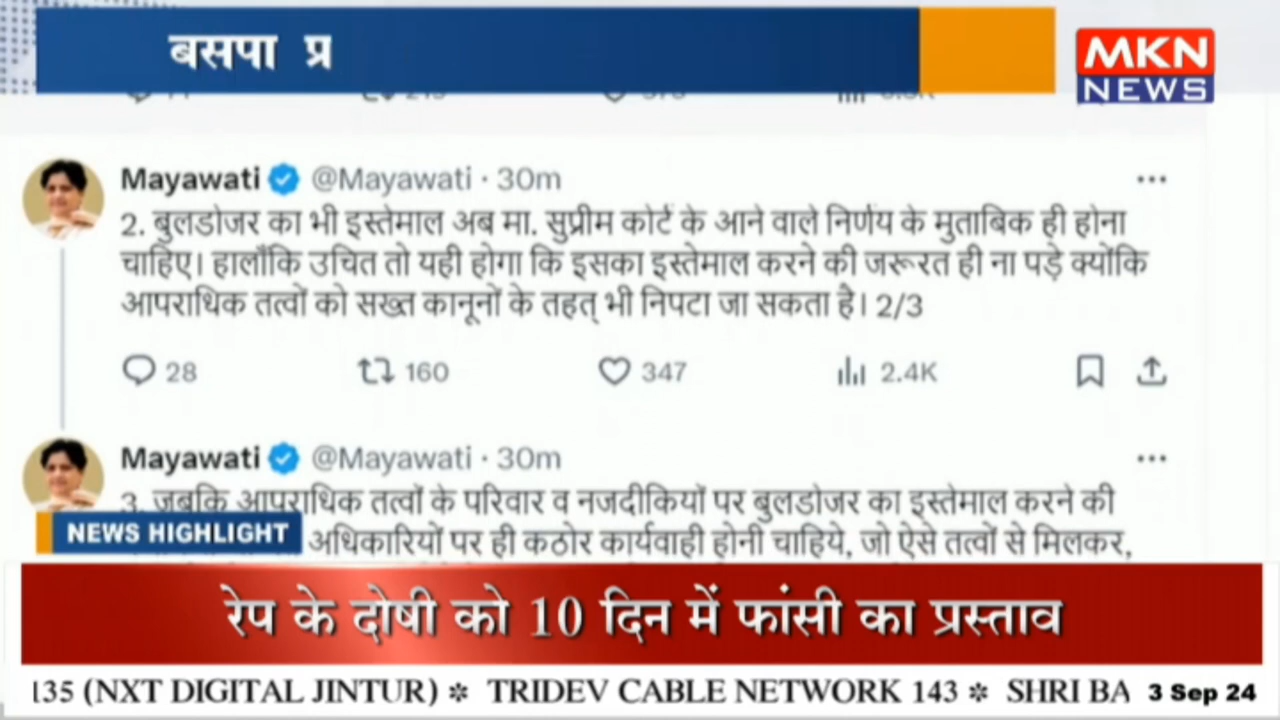 बसपा प्र
MKN
NEWS
Mayawati @Mayawati · 30m
2. बुलडोजर का भी इस्तेमाल अब मा. सुप्रीम कोर्ट के आने वाले निर्णय के मुताबिक ही होना
चाहिए। हालाँकि उचित तो यही होगा कि इसका इस्तेमाल करने की जरूरत ही ना पड़े क्योंकि
आपराधिक तत्वों को सख्त कानूनों के तहत् भी निपटा जा सकता है। 2/3
28 160 347 2.4K
Mayawati @Mayawati · 30m
3. जबकि आपराधिक तत्वों के परिवार व नजदीकियों पर बुलडोजर का इस्तेमाल करने की
NEWS HIGHLIGHT
अधिकारियों पर ही कठोर कार्यवाही होनी चाहिये, जो ऐसे तत्वों से मिलकर,
रेप के दोषी को 10 दिन में फांसी का प्रस्ताव
135 (NXT DIGITAL JINTUR) * TRIDEV CABLE NETWORK 143 * SHRI BA 3 Sep 24